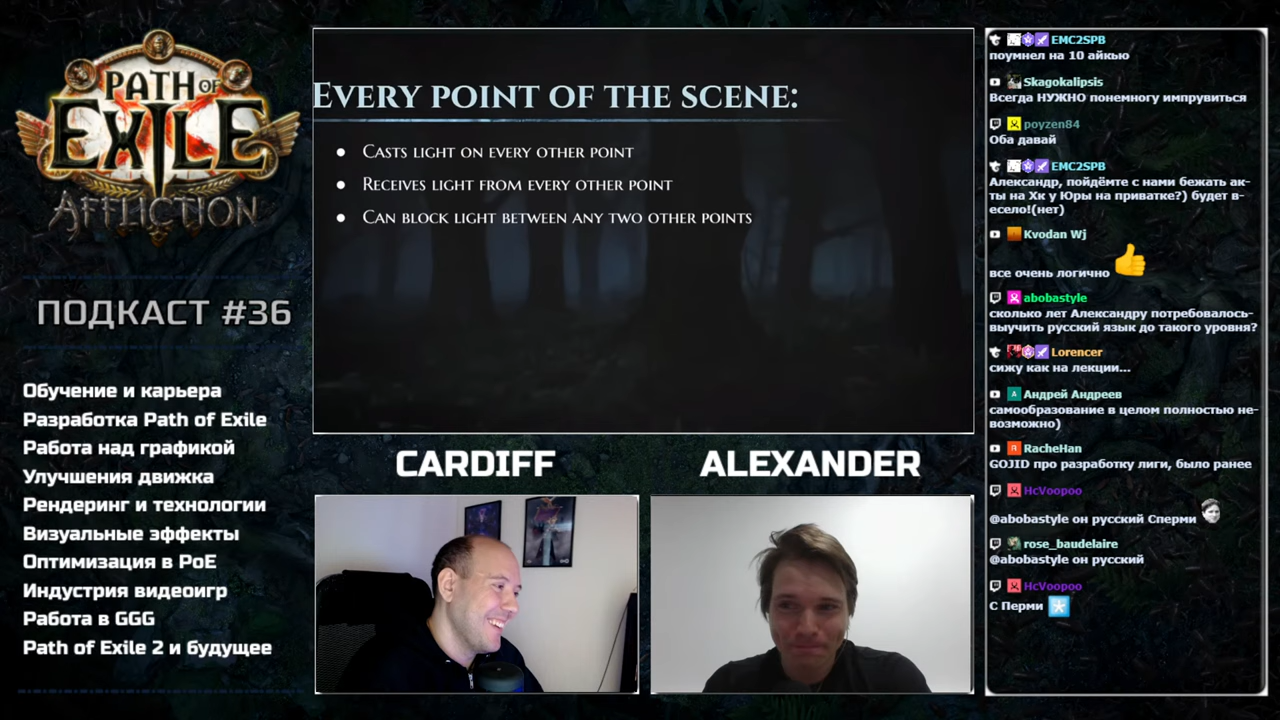 PATH OF
EXILE
AFFLICTION
ПОДКАСТ #36
Обучение и карьера
Разработка Path of Exile
Работа над графикой
Улучшения движка
Рендеринг и технологии
Визуальные эффекты
Оптимизация в PoE
Индустрия видеоигр
Работа в GGG
Path of Exile 2 и будущее
EVERY POINT OF THE SCENE:
● CASTS LIGHT ON EVERY OTHER POINT
● RECEIVES LIGHT FROM EVERY OTHER POINT
● CAN BLOCK LIGHT BETWEEN ANY TWO OTHER POINTS
CARDIFF
ALEXANDER
EMC2SPB
поумнел на 10 айкью
Skagokalipsis
Всегда НУЖНО понемногу импрувиться
poyzen84
Оба давай
EMC2SPB
Александр, пойдёмте с нами бежать ак-
ты на Хк у Юры на приватке?) будет в-
есело!(нет)
Kvodan Wj
все очень логично
abobastyle
сколько лет Александру потребовалось-
выучить русский язык до такого уровня?
Lorencer
сижу как на лекции...
Андрей Андреев
самообразование в целом полностью не-
возможно)
RacheHan
GOJID про разработку лиги, было ранее
HcVoopoo
@abobastyle он русский Сперми
rose_baudelaire
@abobastyle он русский
HcVoopoo
С Перми